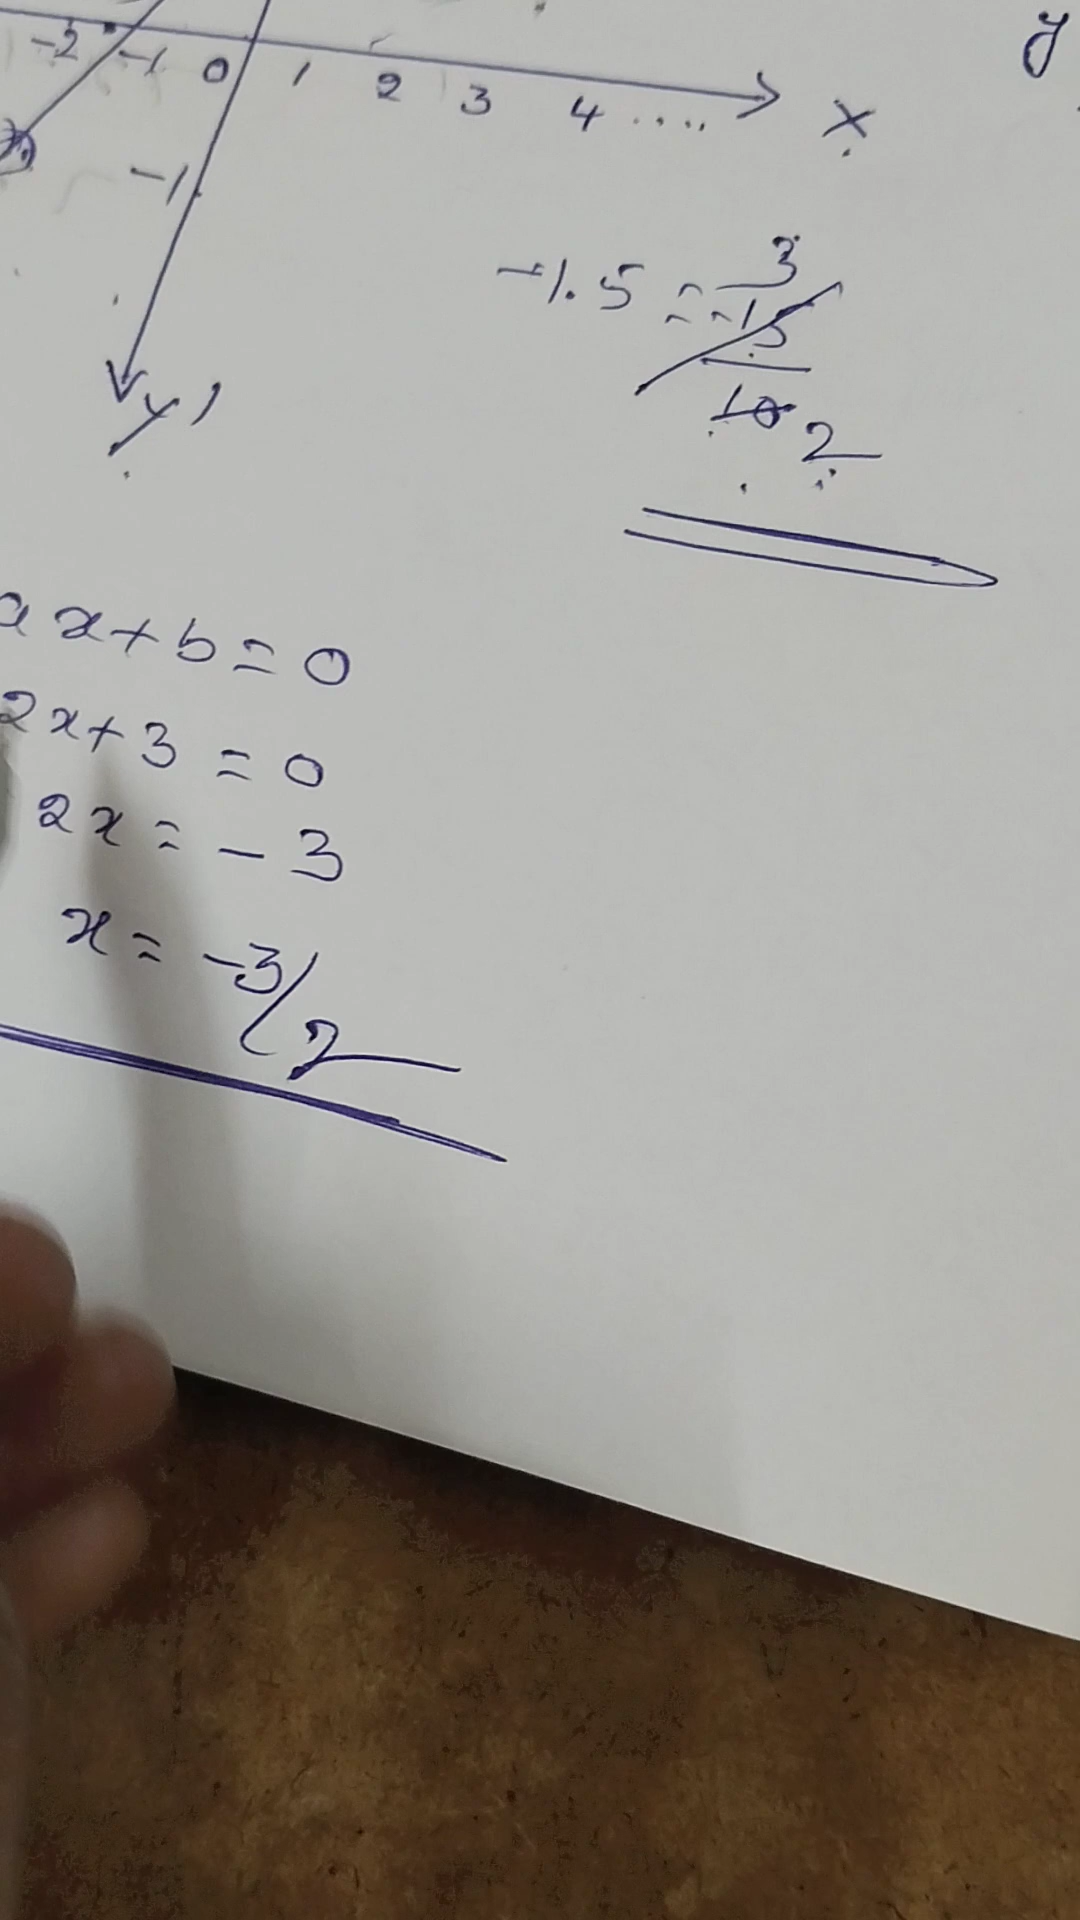 y
-2 -1 0 1 2 3 4 .... x
-1
y'
-1.5 = 3
-15
10 2
ax+b=0
2x+3=0
2x=-3
x=-3/2